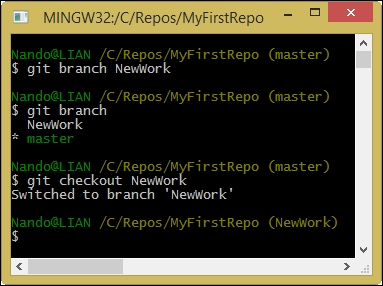 MINGW32:/C/Repos/MyFirstRepo
Nando@LIAN /C/Repos/MyFirstRepo (master)
$ git branch NewWork
Nando@LIAN /C/Repos/MyFirstRepo (master)
$ git branch
  NewWork
* master
Nando@LIAN /C/Repos/MyFirstRepo (master)
$ git checkout NewWork
Switched to branch 'NewWork'
Nando@LIAN /C/Repos/MyFirstRepo (NewWork)
$